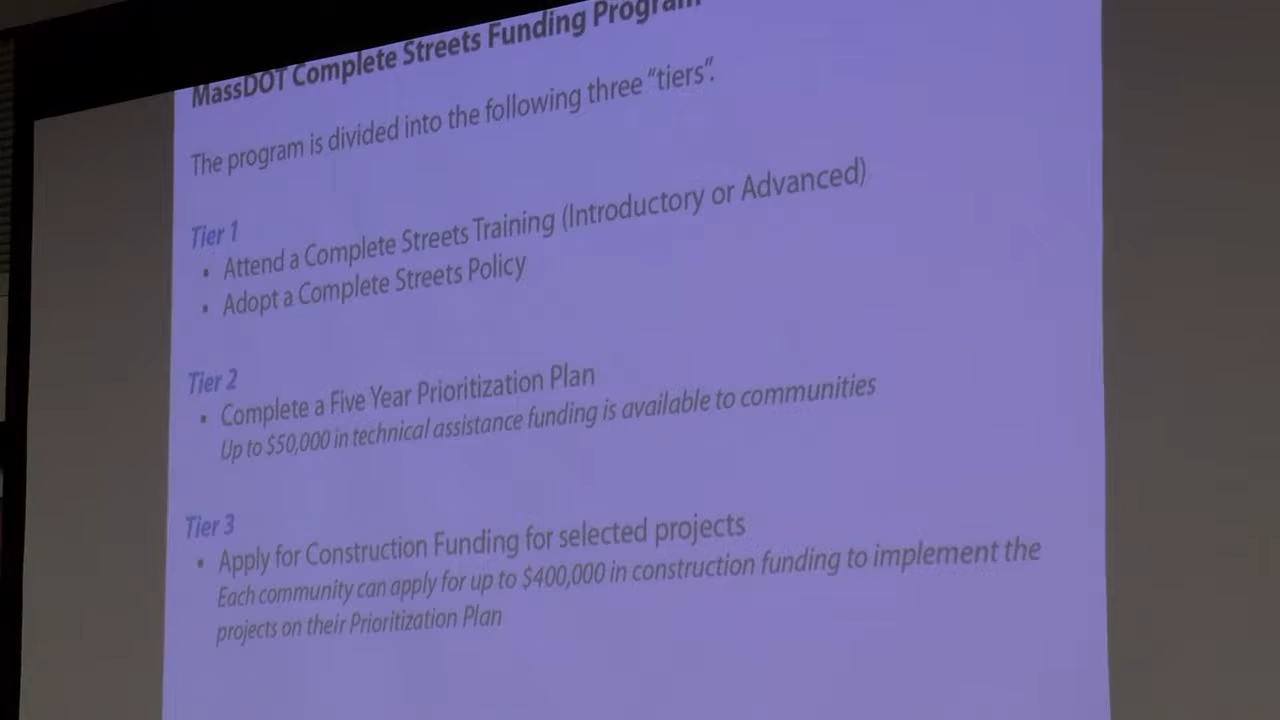 MassDOT Complete Streets Funding Program
The program is divided into the following three “tiers”.
Tier 1
▪ Attend a Complete Streets Training (Introductory or Advanced)
▪ Adopt a Complete Streets Policy
Tier 2
▪ Complete a Five Year Prioritization Plan
Up to $50,000 in technical assistance funding is available to communities
Tier 3
▪ Apply for Construction Funding for selected projects
Each community can apply for up to $400,000 in construction funding to implement the
projects on their Prioritization Plan